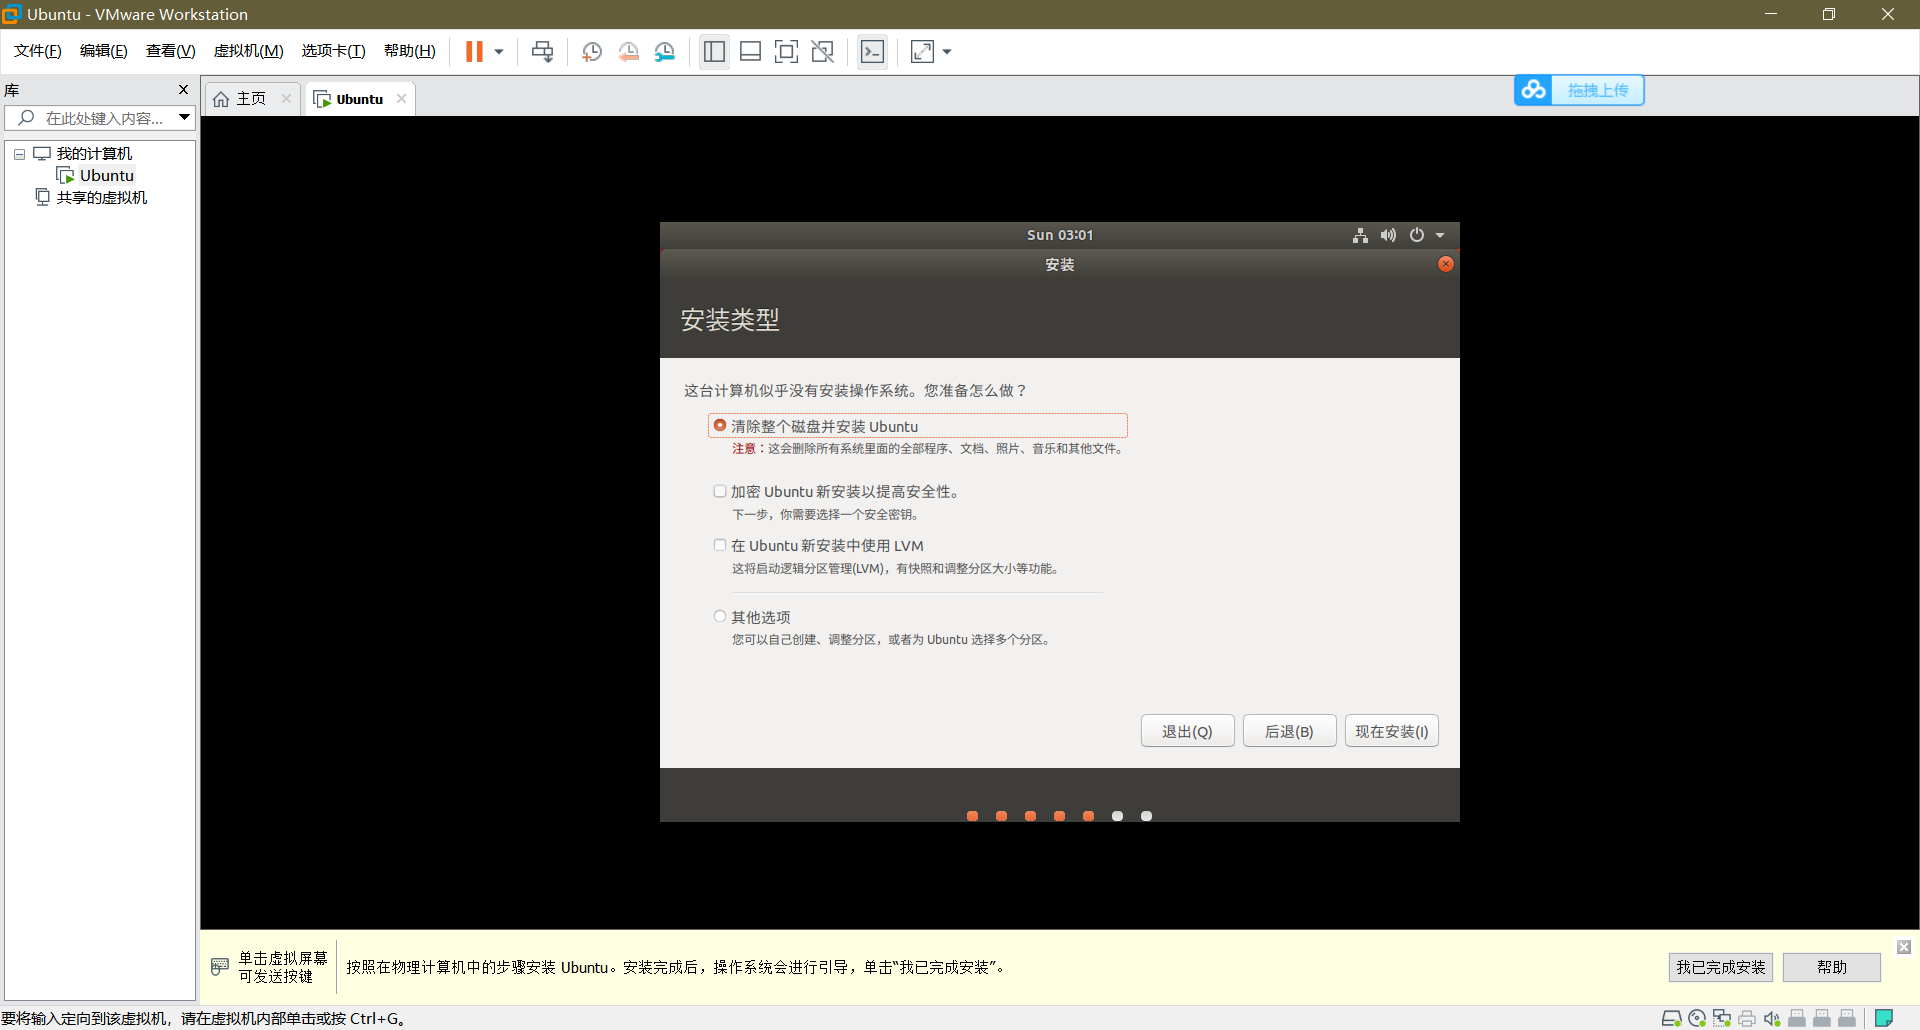 Ubuntu - VMware Workstation
文件(F) 编辑(E) 查看(V) 虚拟机(M) 选项卡(T) 帮助(H)
库
在此处键入内容...
我的计算机
Ubuntu
共享的虚拟机
主页
Ubuntu
拖拽上传
Sun 03:01
安装
安装类型
这台计算机似乎没有安装操作系统。您准备怎么做？
清除整个磁盘并安装 Ubuntu
注意：这会删除所有系统里面的全部程序、文档、照片、音乐和其他文件。
加密 Ubuntu 新安装以提高安全性。
下一步，你需要选择一个安全密钥。
在 Ubuntu 新安装中使用 LVM
这将启动逻辑分区管理(LVM)，有快照和调整分区大小等功能。
其他选项
您可以自己创建、调整分区，或者为 Ubuntu 选择多个分区。
退出(Q) 后退(B) 现在安装(I)
单击虚拟屏幕
可发送按键
按照在物理计算机中的步骤安装 Ubuntu。安装完成后，操作系统会进行引导，单击“我已完成安装”。
我已完成安装 帮助
要将输入定向到该虚拟机，请在虚拟机内部单击或按 Ctrl+G。